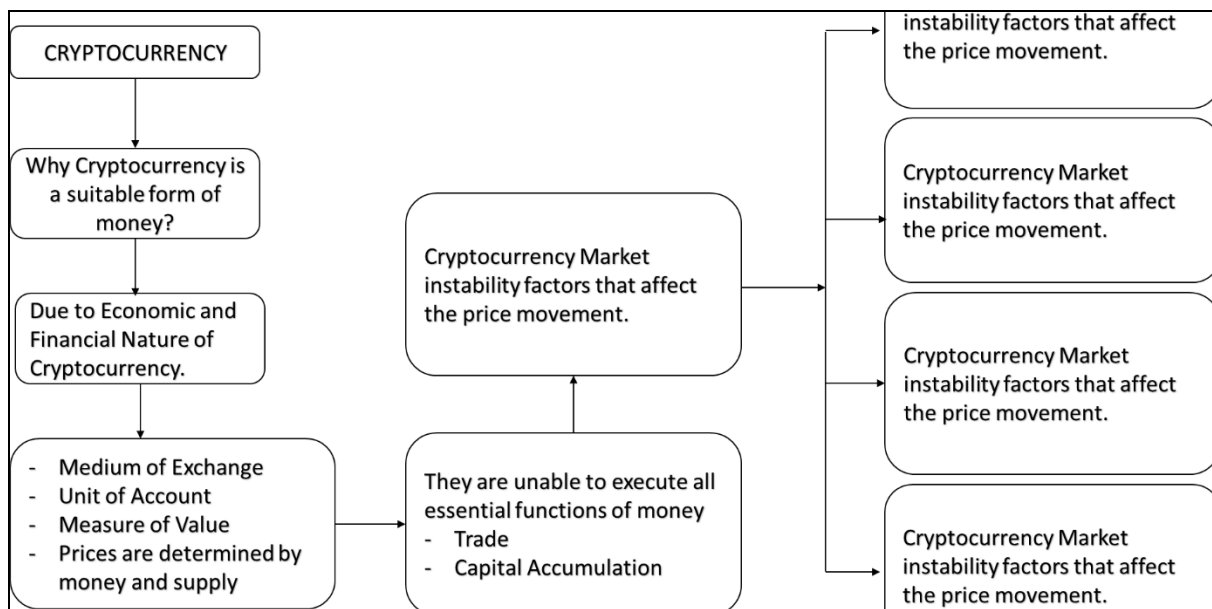 CRYPTOCURRENCY
Why Cryptocurrency is
a suitable form of
money?
Due to Economic and
Financial Nature of
Cryptocurrency.
- Medium of Exchange
- Unit of Account
- Measure of Value
- Prices are determined by
money and supply
They are unable to execute all
essential functions of money
- Trade
- Capital Accumulation
Cryptocurrency Market
instability factors that affect
the price movement.
instability factors that affect
the price movement.
Cryptocurrency Market
instability factors that affect
the price movement.
Cryptocurrency Market
instability factors that affect
the price movement.
Cryptocurrency Market
instability factors that affect
the price movement.